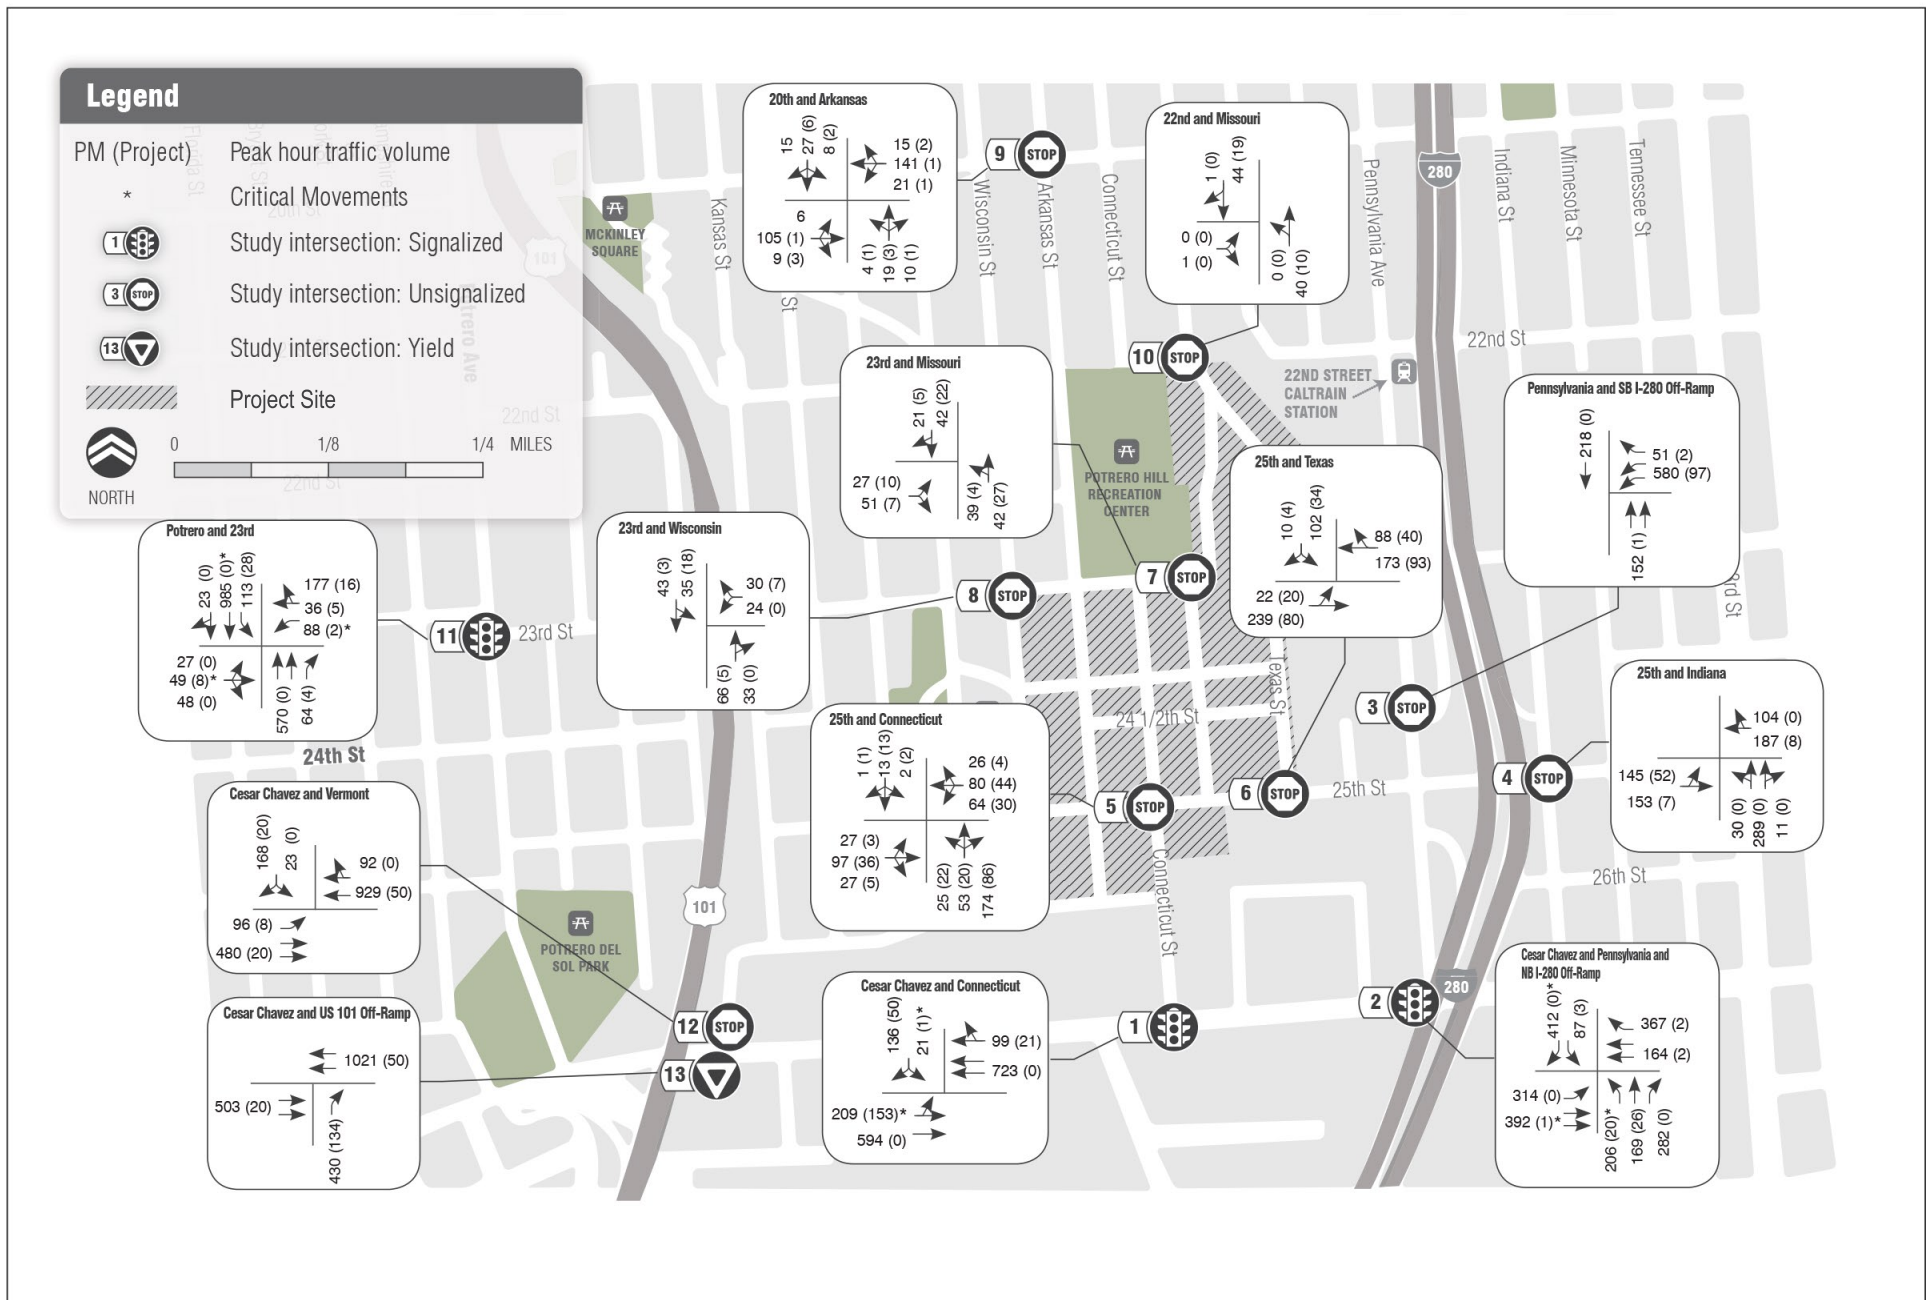 Legend
PM (Project) Peak hour traffic volume
* Critical Movements
1 Study intersection: Signalized
3 STOP Study intersection: Unsignalized
13 Study intersection: Yield
Project Site
NORTH
0 1/8 1/4 MILES
20th St
22nd St
22nd St
101
Potrero Ave
Florida St
MCKINLEY
SQUARE
Kansas St
20th and Arkansas
15
27 (6)
8 (2)
15 (2)
141 (1)
21 (1)
6
105 (1)
9 (3)
4 (1)
19 (3)
10 (1)
9 STOP
St
Wisconsin St
Arkansas St
Connecticut St
22nd and Missouri
1 (0)
44 (19)
0 (0)
1 (0)
0 (0)
40 (10)
10 STOP
Pennsylvania Ave
280
Indiana St
Minnesota St
Tennessee St
22nd St
22ND STREET
CALTRAIN
STATION
23rd and Missouri
21 (5)
42 (22)
27 (10)
51 (7)
39 (4)
42 (27)
7 STOP
POTRERO HILL
RECREATION
CENTER
25th and Texas
10 (4)
102 (34)
88 (40)
173 (93)
22 (20)
239 (80)
6 STOP
Pennsylvania and SB I-280 Off-Ramp
218 (0)
51 (2)
580 (97)
152 (1)
3 STOP
3rd St
Potrero and 23rd
23 (0)
985 (0)*
113 (28)
177 (16)
36 (5)
88 (2)*
27 (0)
49 (8)*
48 (0)
570 (0)
64 (4)
11
23rd St
23rd and Wisconsin
43 (3)
35 (18)
30 (7)
24 (0)
66 (5)
33 (0)
8 STOP
Texas St
24 1/2th St
25th and Indiana
104 (0)
187 (8)
145 (52)
153 (7)
30 (0)
289 (0)
11 (0)
4 STOP
24th St
25th St
26th St
25th and Connecticut
1 (1)
13 (13)
2 (2)
26 (4)
80 (44)
64 (30)
27 (3)
97 (36)
27 (5)
25 (22)
53 (20)
174 (86)
5 STOP
Connecticut St
Cesar Chavez and Vermont
168 (20)
23 (0)
92 (0)
929 (50)
96 (8)
480 (20)
12 STOP
POTRERO DEL
SOL PARK
101
Cesar Chavez and US 101 Off-Ramp
1021 (50)
503 (20)
430 (134)
13
Cesar Chavez and Connecticut
136 (50)
21 (1)*
99 (21)
723 (0)
209 (153)*
594 (0)
1
2
280
Cesar Chavez and Pennsylvania and
NB I-280 Off-Ramp
412 (0)*
87 (3)
367 (2)
164 (2)
314 (0)
392 (1)*
206 (20)*
169 (26)
282 (0)